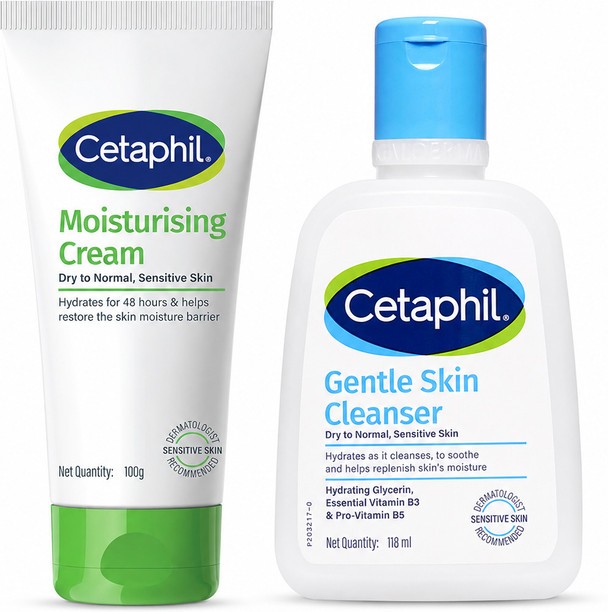 Cetaphil®
Moisturising
Cream
Dry to Normal, Sensitive Skin
Hydrates for 48 hours & helps
restore the skin moisture barrier
DERMATOLOGIST
SENSITIVE SKIN
RECOMMENDED
Net Quantity: 100g
Cetaphil®
Gentle Skin
Cleanser
Dry to Normal, Sensitive Skin
Hydrates as it cleanses, to soothe
and helps replenish skin's moisture
Hydrating Glycerin,
Essential Vitamin B3
& Pro-Vitamin B5
DERMATOLOGIST
SENSITIVE SKIN
RECOMMENDED
Net Quantity: 118 ml
P203217-0